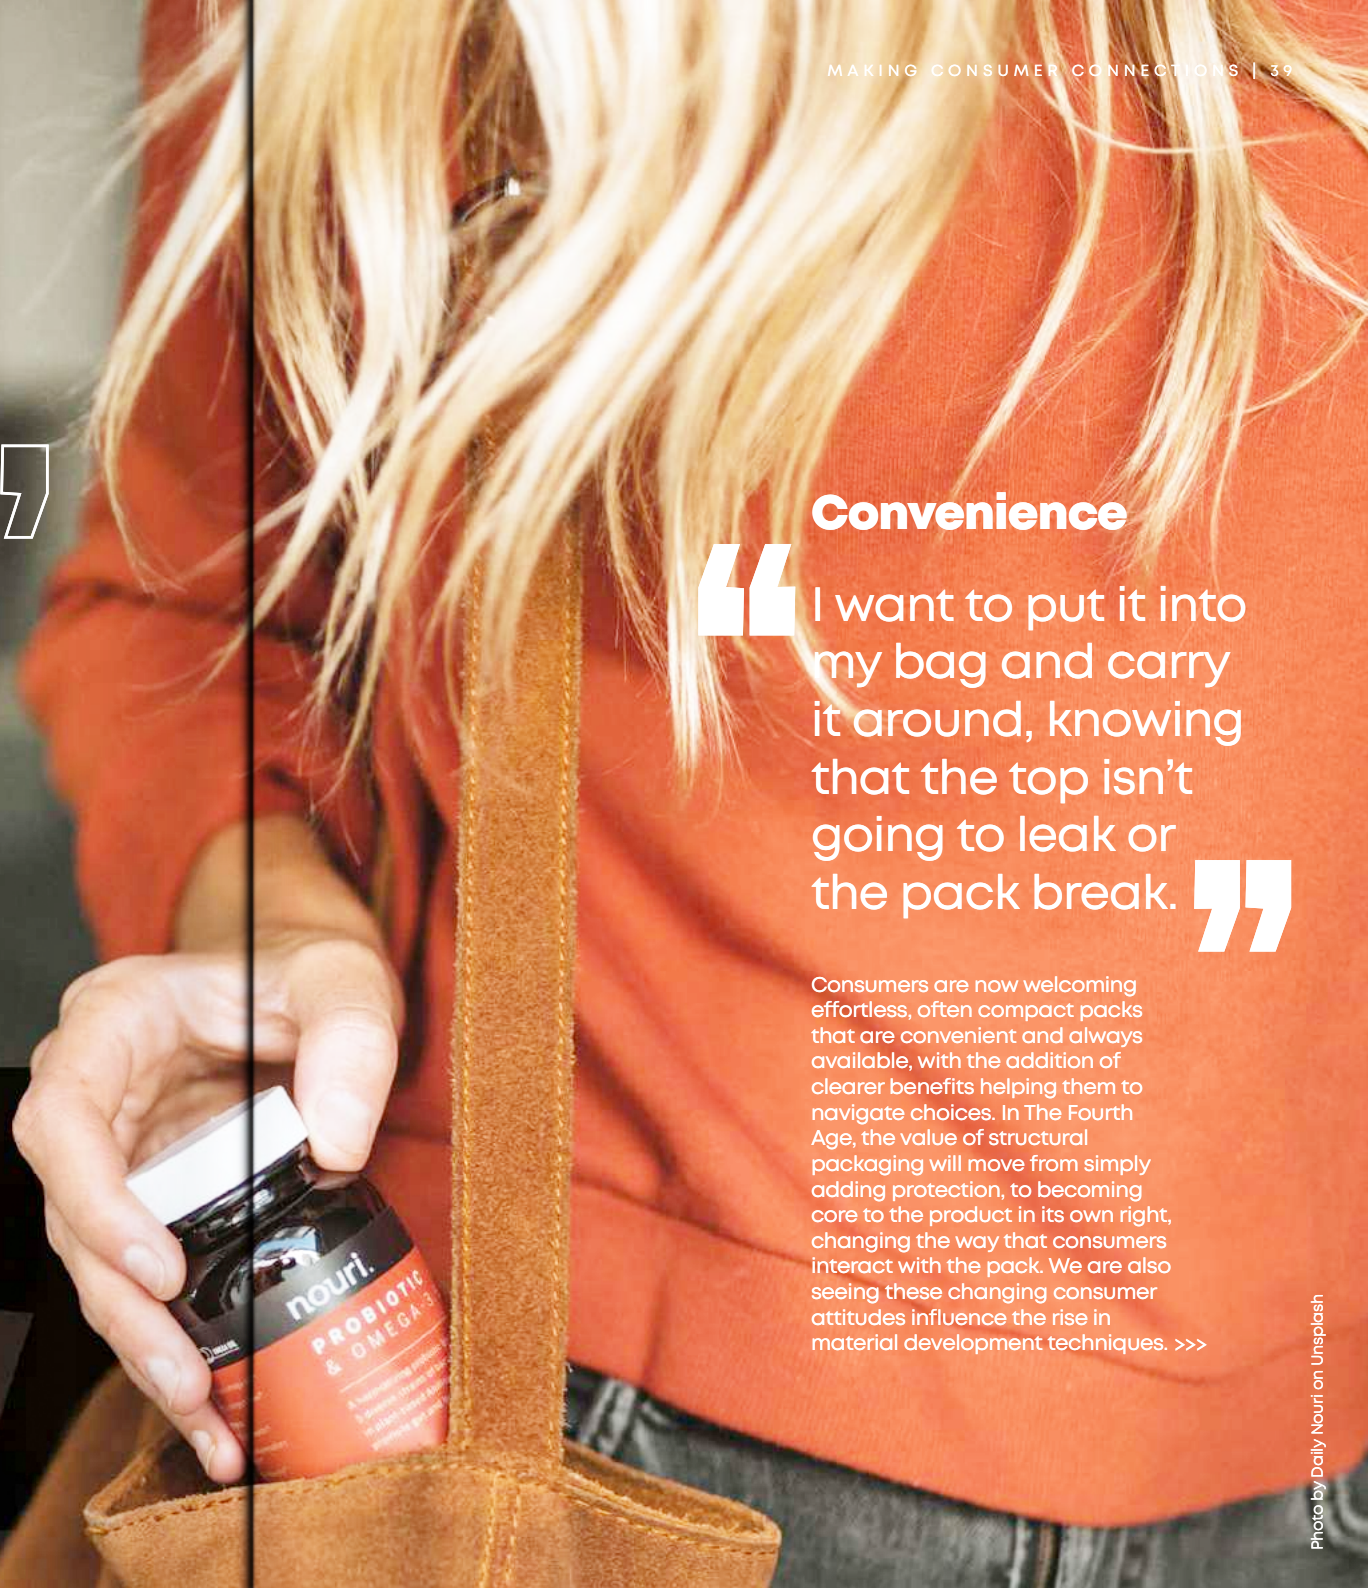 MAKING CONSUMER CONNECTIONS | 39
’
Convenience
“I want to put it into
my bag and carry
it around, knowing
that the top isn’t
going to leak or
the pack break.”
Consumers are now welcoming
effortless, often compact packs
that are convenient and always
available, with the addition of
clearer benefits helping them to
navigate choices. In The Fourth
Age, the value of structural
packaging will move from simply
adding protection, to becoming
core to the product in its own right,
changing the way that consumers
interact with the pack. We are also
seeing these changing consumer
attitudes influence the rise in
material development techniques. >>>
Photo by Daily Nouri on Unsplash
nouri.
PROBIOTIC
& OMEGA 3